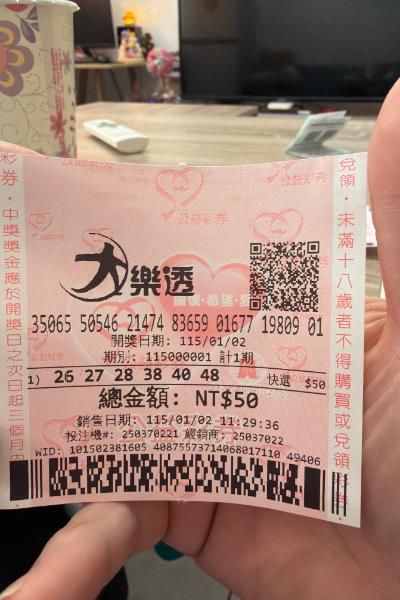 公益彩券
大樂透
35065 50546 21474 83659 01677 19809 01
開獎日期: 115/01/02
期別: 115000001 計1期
1) 26 27 28 38 40 48 快選 $50
總金額: NT$50
銷售日期: 115/01/02 11:29:36
投注機#: 250370221 經銷商: 25037022
WID: 101502381605 40875573714068017110 49406
彩券‧中獎獎金應於開獎日之次日起三個月內
兌領‧未滿十八歲者不得購買或兌領彩券